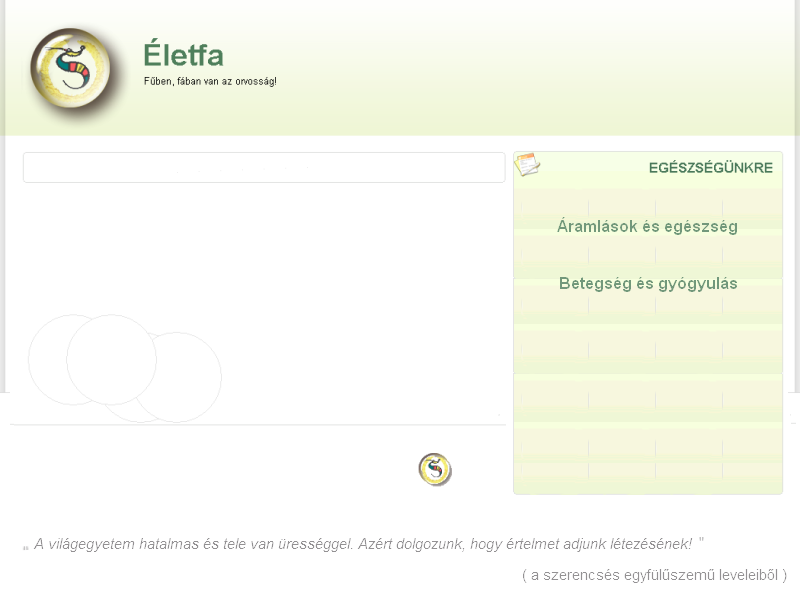 Életfa
Fűben, fában van az orvosság!
EGÉSZSÉGÜNKRE
Áramlások és egészség
Betegség és gyógyulás
„ A világegyetem hatalmas és tele van ürességgel. Azért dolgozunk, hogy értelmet adjunk létezésének! ”
( a szerencsés egyfülűszemű leveleiből )